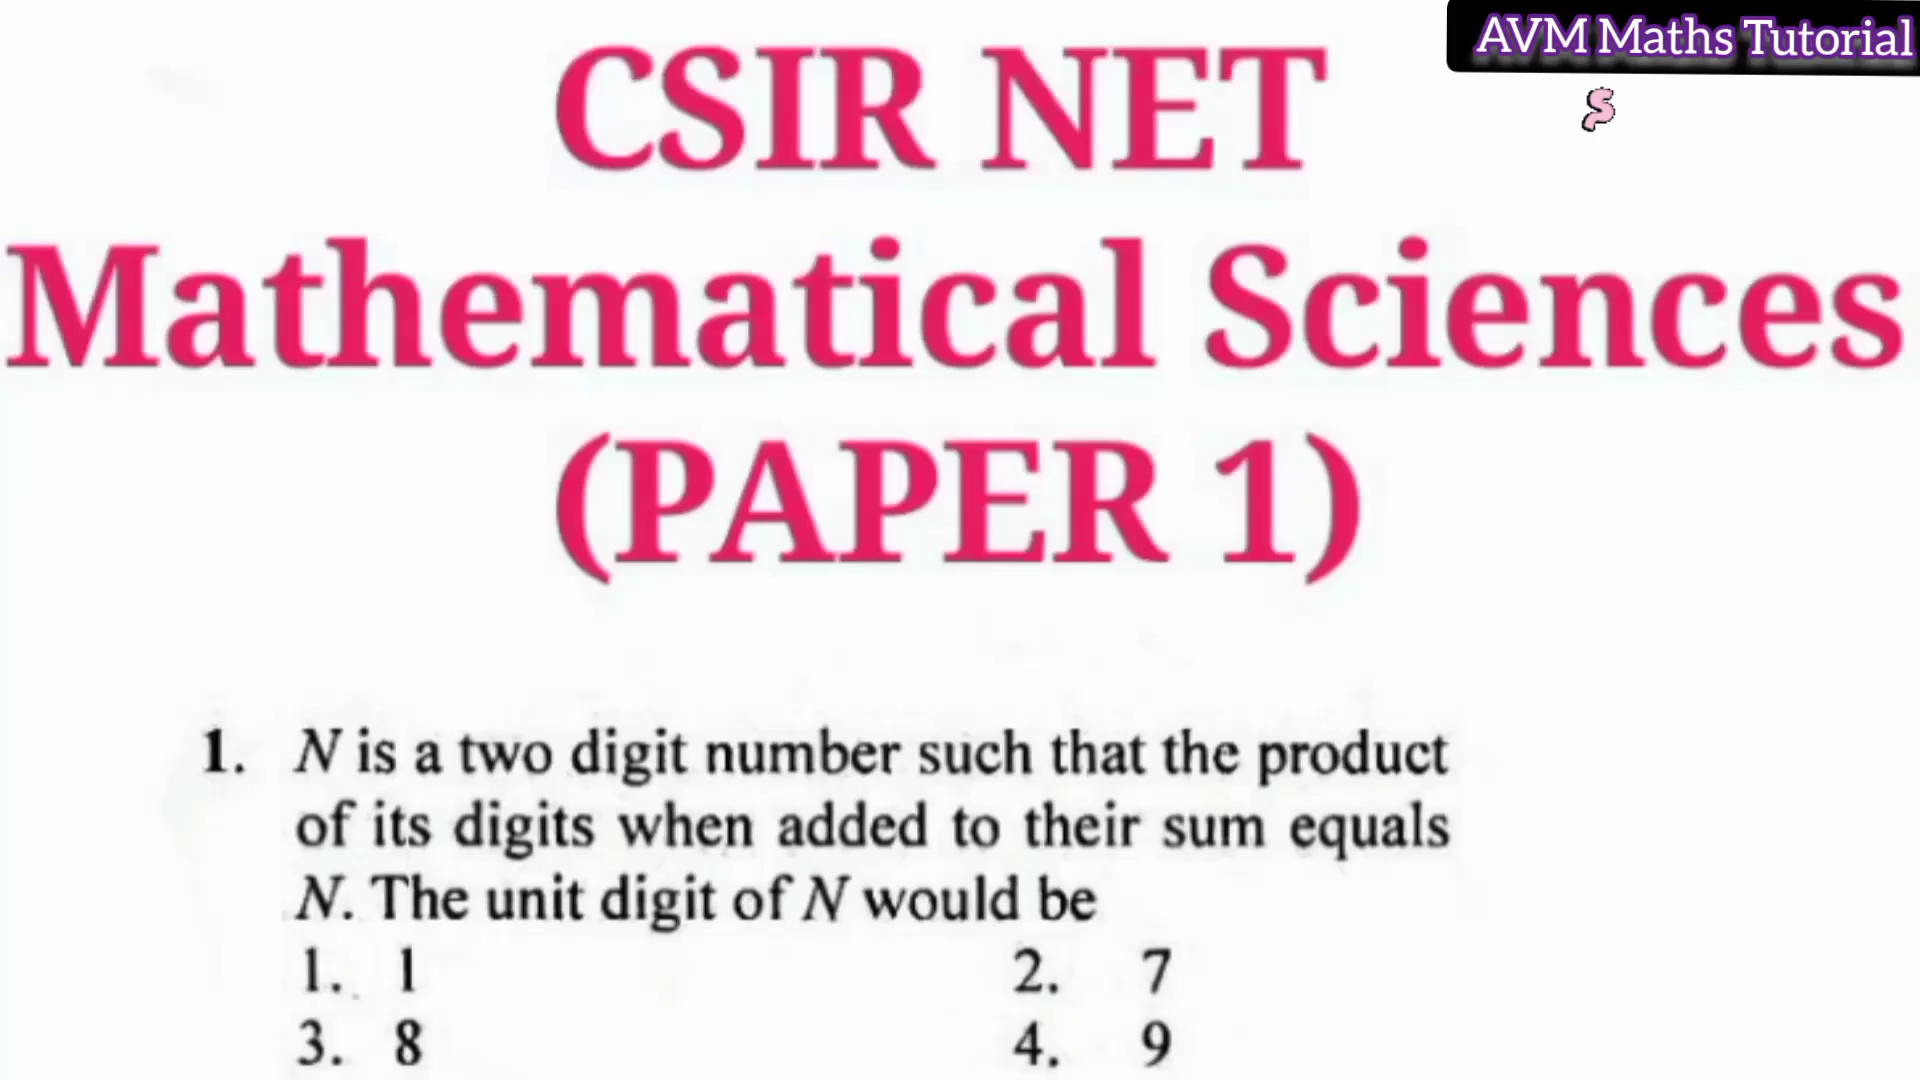 AVM Maths Tutorial
CSIR NET
Mathematical Sciences
(PAPER 1)
1. N is a two digit number such that the product
of its digits when added to their sum equals
N. The unit digit of N would be
1. 1 2. 7
3. 8 4. 9